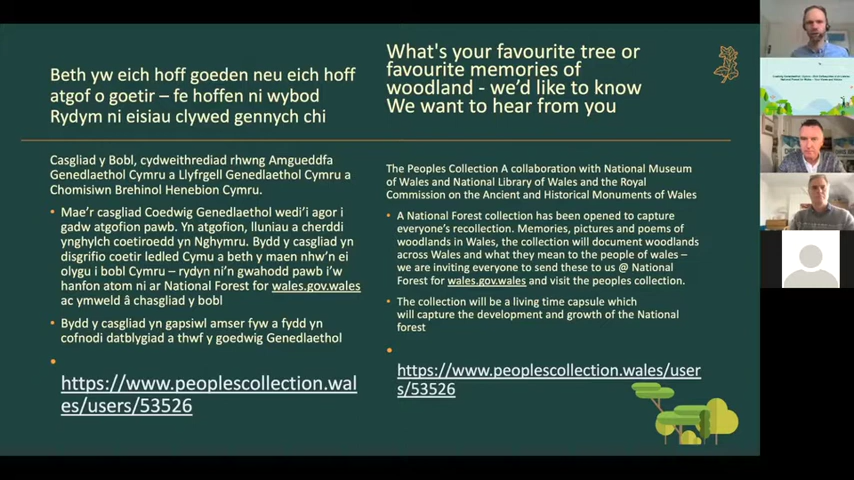 Beth yw eich hoff goeden neu eich hoff
atgof o goetir – fe hoffen ni wybod
Rydym ni eisiau clywed gennych chi
Casgliad y Bobl, cydweithrediad rhwng Amgueddfa
Genedlaethol Cymru a Llyfrgell Genedlaethol Cymru a
Chomisiwn Brehinol Henebion Cymru.
• Mae'r casgliad Coedwig Genedlaethol wedi'i agor i
gadw atgofion pawb. Yn atgofion, lluniau a cherddi
ynghylch coetiroedd yn Nghymru. Bydd y casgliad yn
disgrifio coetir ledled Cymu a beth y maen nhw'n ei
olygu i bobl Cymru – rydyn ni'n gwahodd pawb i'w
hanfon atom ni ar National Forest for wales.gov.wales
ac ymweld â chasgliad y bobl
• Bydd y casgliad yn gapsiwl amser fyw a fydd yn
cofnodi datblygiad a thwf y goedwig Genedlaethol
•
https://www.peoplescollection.wal
es/users/53526
What's your favourite tree or
favourite memories of
woodland - we'd like to know
We want to hear from you
The Peoples Collection A collaboration with National Museum
of Wales and National Library of Wales and the Royal
Commission on the Ancient and Historical Monuments of Wales
• A National Forest collection has been opened to capture
everyone's recollection. Memories, pictures and poems of
woodlands in Wales, the collection will document woodlands
across Wales and what they mean to the people of wales –
we are inviting everyone to send these to us @ National
Forest for wales.gov.wales and visit the peoples collection.
• The collection will be a living time capsule which
will capture the development and growth of the National
forest
•
https://www.peoplescollection.wales/user
s/53526